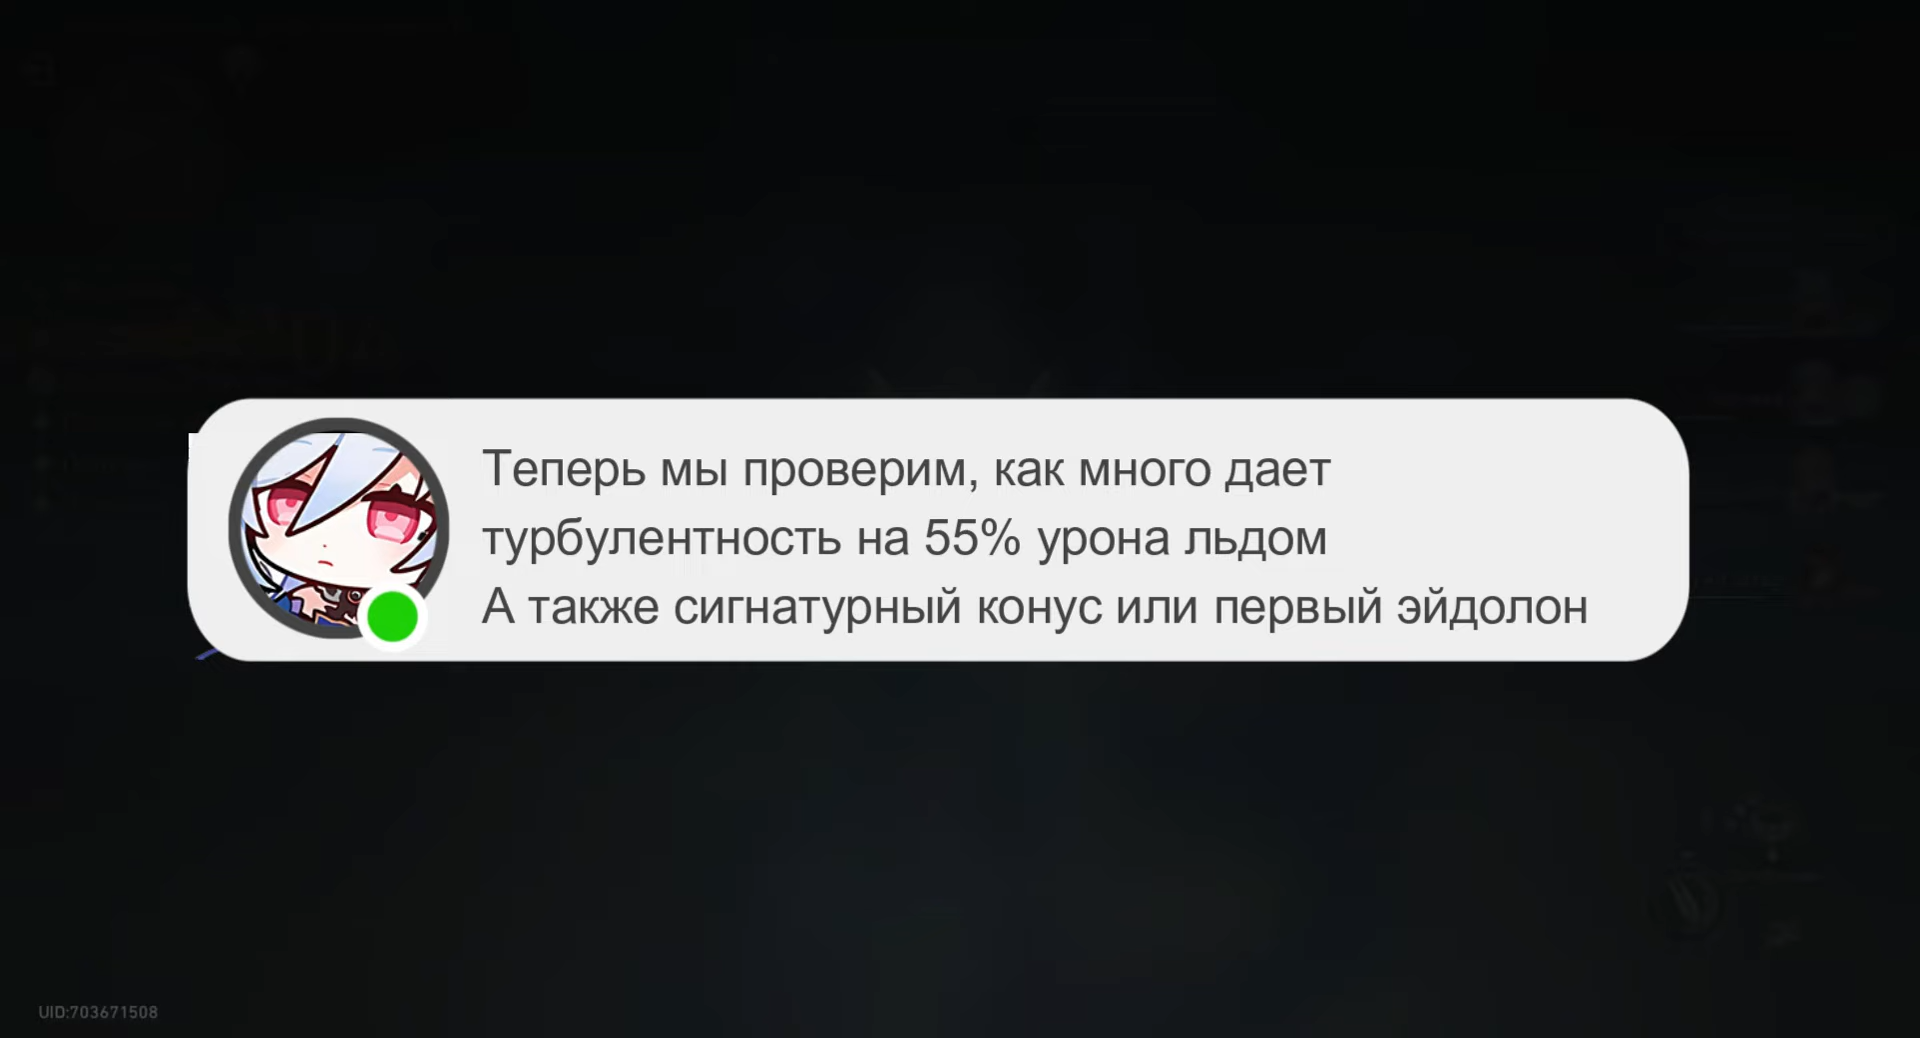 Теперь мы проверим, как много дает
турбулентность на 55% урона льдом
А также сигнатурный конус или первый эйдолон
UID:703671508